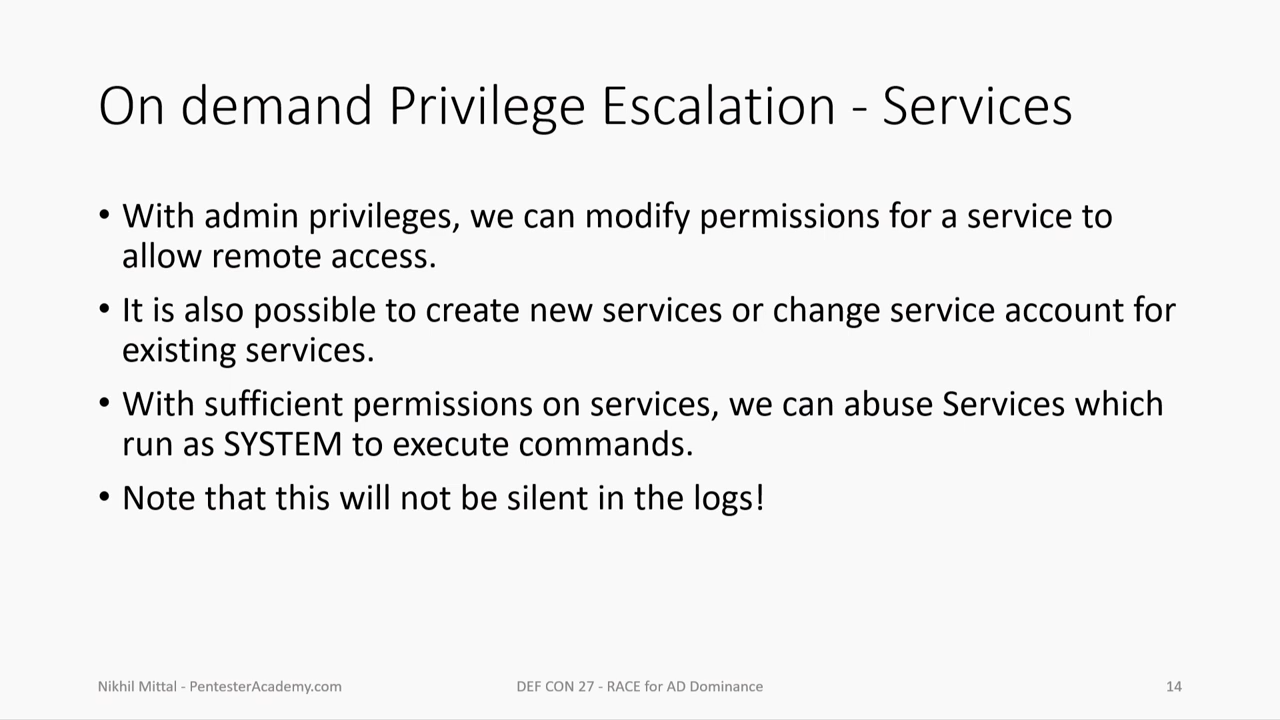 On demand Privilege Escalation - Services
• With admin privileges, we can modify permissions for a service to
allow remote access.
• It is also possible to create new services or change service account for
existing services.
• With sufficient permissions on services, we can abuse Services which
run as SYSTEM to execute commands.
• Note that this will not be silent in the logs!
Nikhil Mittal - PentesterAcademy.com
DEF CON 27 - RACE for AD Dominance
14